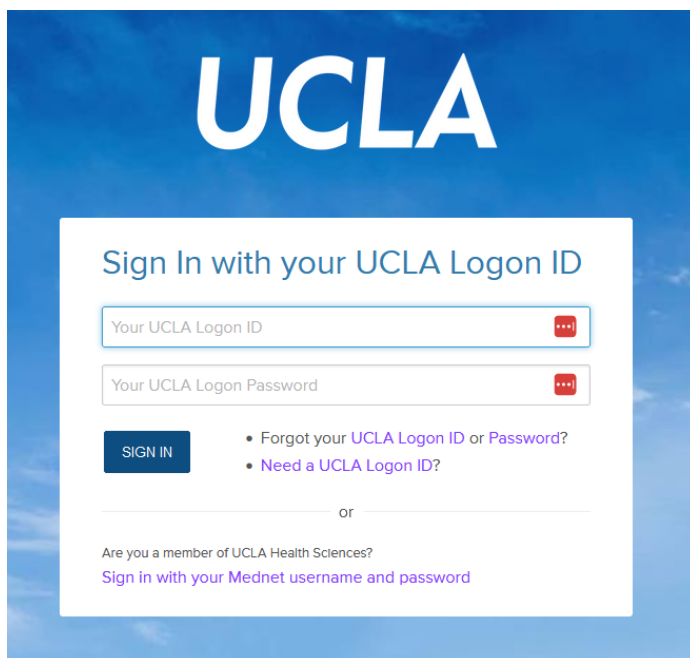 UCLA
Sign In with your UCLA Logon ID
Your UCLA Logon ID
Your UCLA Logon Password
SIGN IN
• Forgot your UCLA Logon ID or Password?
• Need a UCLA Logon ID?
or
Are you a member of UCLA Health Sciences?
Sign in with your Mednet username and password